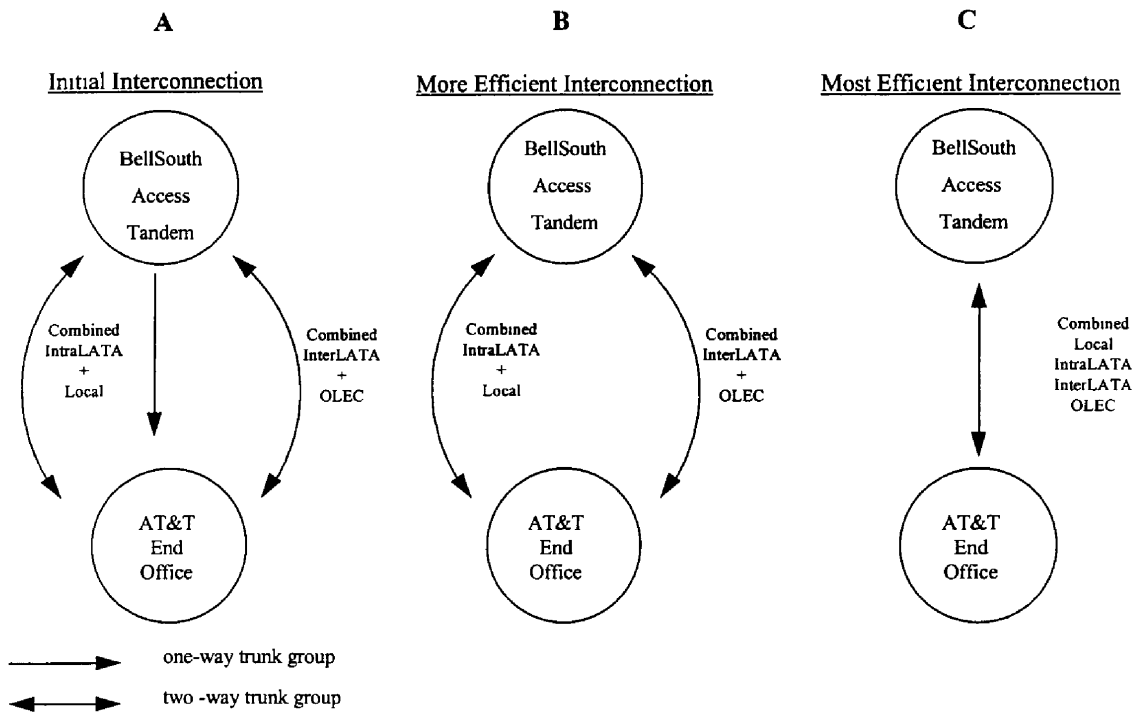 A
Initial Interconnection
BellSouth
Access
Tandem
Combined
IntraLATA
+
Local
Combined
InterLATA
+
OLEC
AT&T
End
Office
B
More Efficient Interconnection
BellSouth
Access
Tandem
Combined
IntraLATA
+
Local
Combined
InterLATA
+
OLEC
AT&T
End
Office
C
Most Efficient Interconnection
BellSouth
Access
Tandem
Combined
Local
IntraLATA
InterLATA
OLEC
AT&T
End
Office
one-way trunk group
two -way trunk group